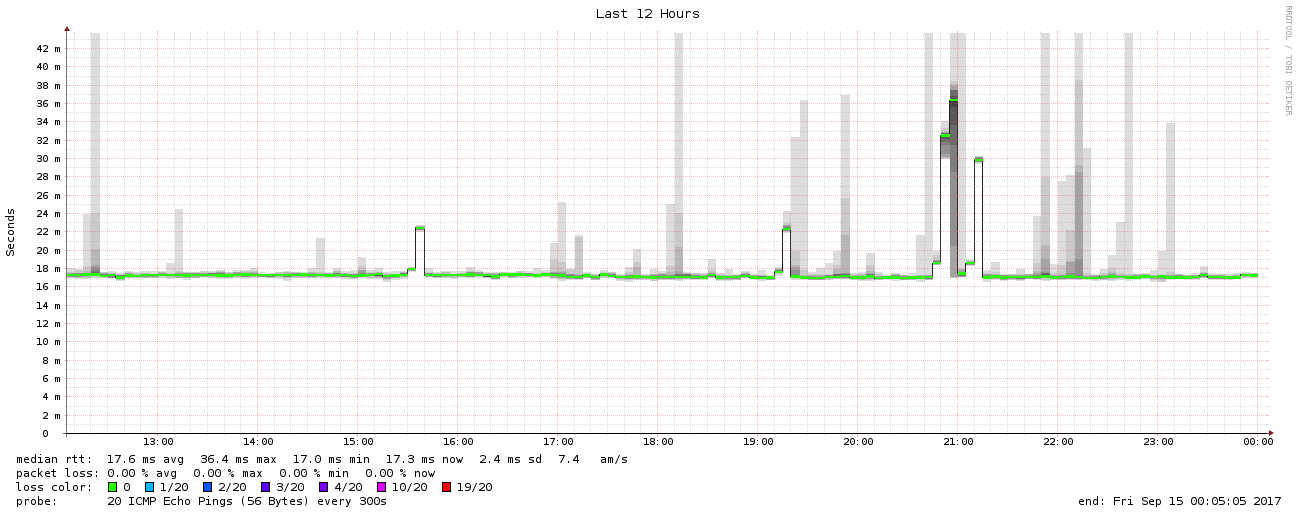 Last 12 Hours
RRDTOOL / TOBI OETIKER
Seconds
42 m
40 m
38 m
36 m
34 m
32 m
30 m
28 m
26 m
24 m
22 m
20 m
18 m
16 m
14 m
12 m
10 m
8 m
6 m
4 m
2 m
0
13:00 14:00 15:00 16:00 17:00 18:00 19:00 20:00 21:00 22:00 23:00 00:00
median rtt: 17.6 ms avg 36.4 ms max 17.0 ms min 17.3 ms now 2.4 ms sd 7.4 am/s
packet loss: 0.00 % avg 0.00 % max 0.00 % min 0.00 % now
loss color: 0 1/20 2/20 3/20 4/20 10/20 19/20
probe: 20 ICMP Echo Pings (56 Bytes) every 300s end: Fri Sep 15 00:05:05 2017